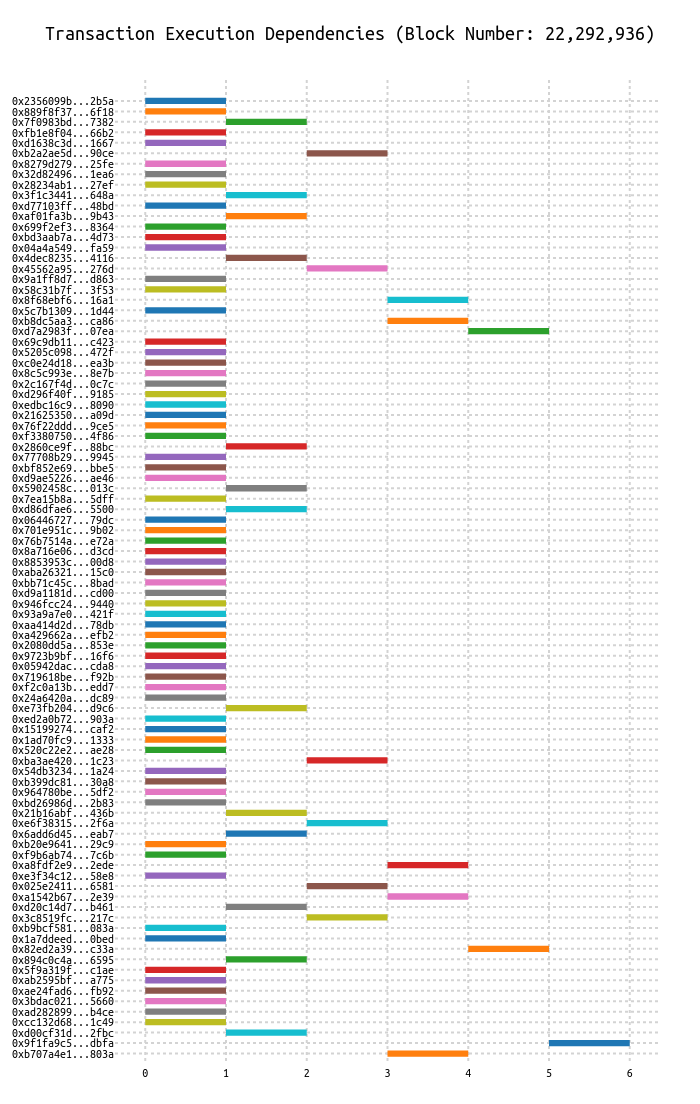 Transaction Execution Dependencies (Block Number: 22,292,936)
0x2356099b...2b5a
0x889f8f37...6f18
0x7f0983bd...7382
0xfb1e8f04...66b2
0xd1638c3d...1667
0xb2a2ae5d...90ce
0x8279d279...25fe
0x32d82496...1ea6
0x28234ab1...27ef
0x3f1c3441...648a
0xd77103ff...48bd
0xaf01fa3b...9b43
0x699f2ef3...8364
0xbd3aab7a...4d73
0x04a4a549...fa59
0x4dec8235...4116
0x45562a95...276d
0x9a1ff8d7...d863
0x58c31b7f...3f53
0x8f68ebf6...16a1
0x5c7b1309...1d44
0xb8dc5aa3...ca86
0xd7a2983f...07ea
0x69c9db11...c423
0x5205c098...472f
0xc0e24d18...ea3b
0x8c5c993e...8e7b
0x2c167f4d...0c7c
0xd296f40f...9185
0xedbc16c9...8090
0x21625350...a09d
0x76f22ddd...9ce5
0xf3380750...4f86
0x2860ce9f...88bc
0x77708b29...9945
0xbf852e69...bbe5
0xd9ae5226...ae46
0x5902458c...013c
0x7ea15b8a...5dff
0xd86dfae6...5500
0x06446727...79dc
0x701e951c...9b02
0x76b7514a...e72a
0x8a716e06...d3cd
0x8853953c...00d8
0xaba26321...15c0
0xbb71c45c...8bad
0xd9a1181d...cd00
0x946fcc24...9440
0x93a9a7e0...421f
0xaa414d2d...78db
0xa429662a...efb2
0x2080dd5a...853e
0x9723b9bf...16f6
0x05942dac...cda8
0x719618be...f92b
0xf2c0a13b...edd7
0x24a6420a...dc89
0xe73fb204...d9c6
0xed2a0b72...903a
0x15199274...caf2
0x1ad70fc9...1333
0x520c22e2...ae28
0xba3ae420...1c23
0x54db3234...1a24
0xb399dc81...30a8
0x964780be...5df2
0xbd26986d...2b83
0x21b16abf...436b
0xe6f38315...2f6a
0x6add6d45...eab7
0xb20e9641...29c9
0xf9b6ab74...7c6b
0xa8fdf2e9...2ede
0xe3f34c12...58e8
0x025e2411...6581
0xa1542b67...2e39
0xd20c14d7...b461
0x3c8519fc...217c
0xb9bcf581...083a
0x1a7ddeed...0bed
0x82ed2a39...c33a
0x894c0c4a...6595
0x5f9a319f...c1ae
0xab2595bf...a775
0xae24fad6...fb92
0x3bdac021...5660
0xad282899...b4ce
0xcc132d68...1c49
0xd00cf31d...2fbc
0x9f1fa9c5...dbfa
0xb707a4e1...803a
0 1 2 3 4 5 6